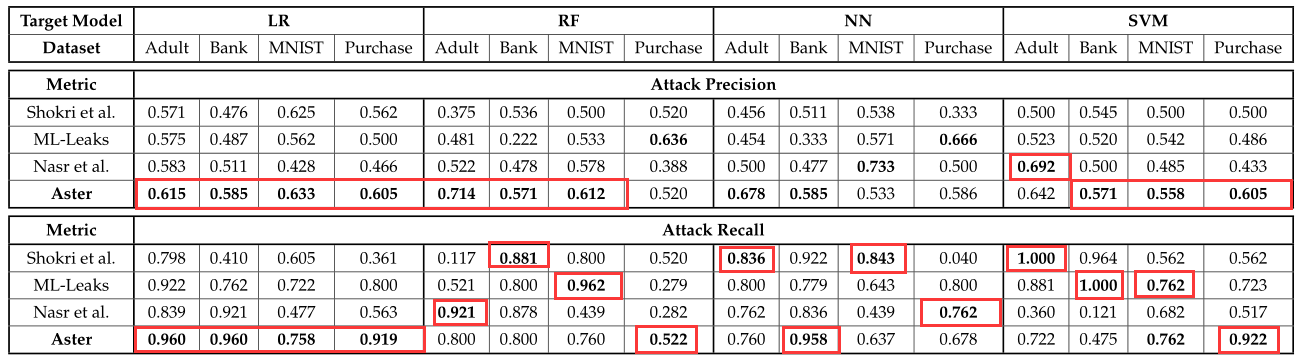 Target Model LR RF NN SVM
Dataset Adult Bank MNIST Purchase Adult Bank MNIST Purchase Adult Bank MNIST Purchase Adult Bank MNIST Purchase
Metric Attack Precision
Shokri et al. 0.571 0.476 0.625 0.562 0.375 0.536 0.500 0.520 0.456 0.511 0.538 0.333 0.500 0.545 0.500 0.500
ML-Leaks 0.575 0.487 0.562 0.500 0.481 0.222 0.533 0.636 0.454 0.333 0.571 0.666 0.523 0.520 0.542 0.486
Nasr et al. 0.583 0.511 0.428 0.466 0.522 0.478 0.578 0.388 0.500 0.477 0.733 0.500 0.692 0.500 0.485 0.433
Aster 0.615 0.585 0.633 0.605 0.714 0.571 0.612 0.520 0.678 0.585 0.533 0.586 0.642 0.571 0.558 0.605
Metric Attack Recall
Shokri et al. 0.798 0.410 0.605 0.361 0.117 0.881 0.800 0.520 0.836 0.922 0.843 0.040 1.000 0.964 0.562 0.562
ML-Leaks 0.922 0.762 0.722 0.800 0.521 0.800 0.962 0.279 0.800 0.779 0.643 0.800 0.881 1.000 0.762 0.723
Nasr et al. 0.839 0.921 0.477 0.563 0.921 0.878 0.439 0.282 0.762 0.836 0.439 0.762 0.360 0.121 0.682 0.517
Aster 0.960 0.960 0.758 0.919 0.800 0.800 0.760 0.522 0.760 0.958 0.637 0.678 0.722 0.475 0.762 0.922